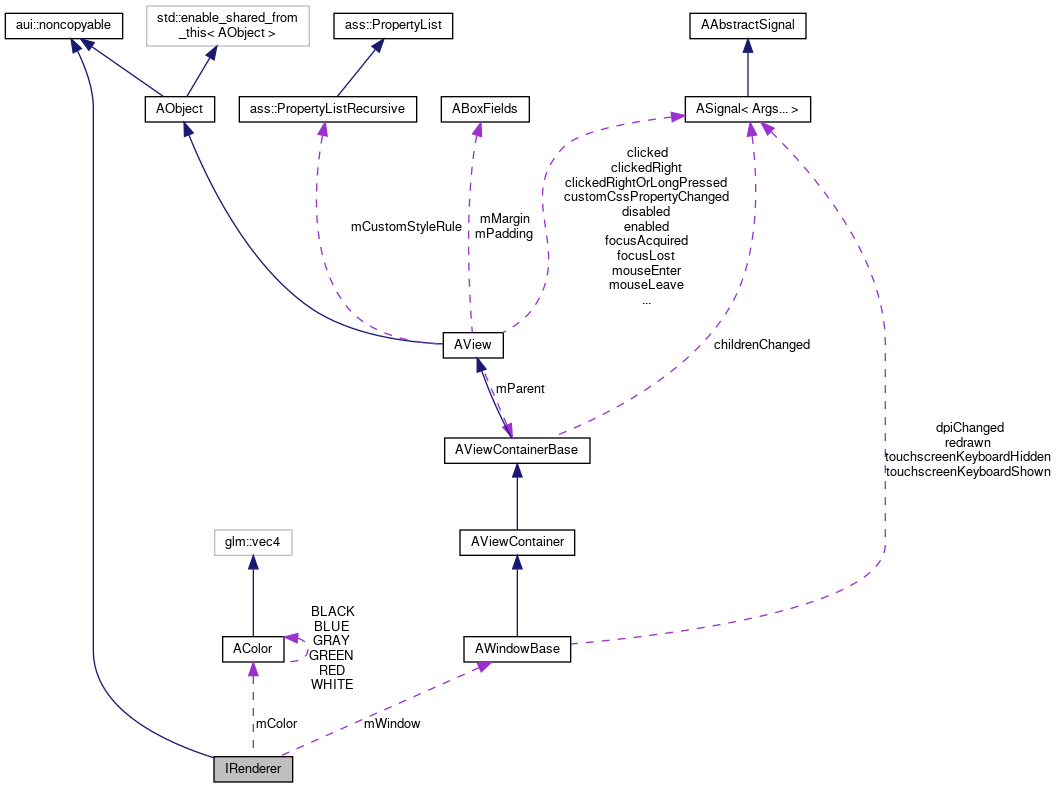 aui::noncopyable
std::enable_shared_from
_this< AObject >
ass::PropertyList
AAbstractSignal
AObject
ass::PropertyListRecursive
ABoxFields
ASignal< Args... >
clicked
clickedRight
clickedRightOrLongPressed
customCssPropertyChanged
disabled
enabled
focusAcquired
focusLost
mouseEnter
mouseLeave
...
mCustomStyleRule
mMargin
mPadding
AView
childrenChanged
mParent
AViewContainerBase
dpiChanged
redrawn
touchscreenKeyboardHidden
touchscreenKeyboardShown
glm::vec4
AViewContainer
BLACK
BLUE
GRAY
GREEN
RED
WHITE
AColor
AWindowBase
mColor
mWindow
IRenderer